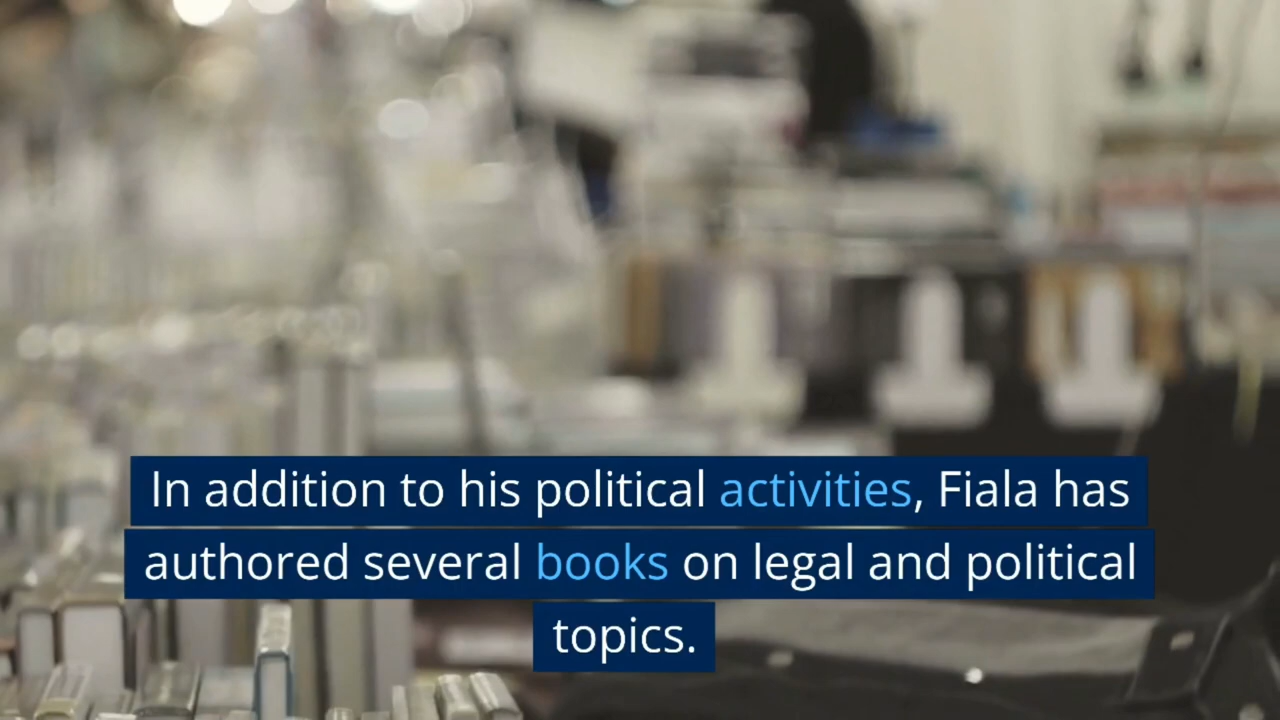 In addition to his political activities, Fiala has
authored several books on legal and political
topics.